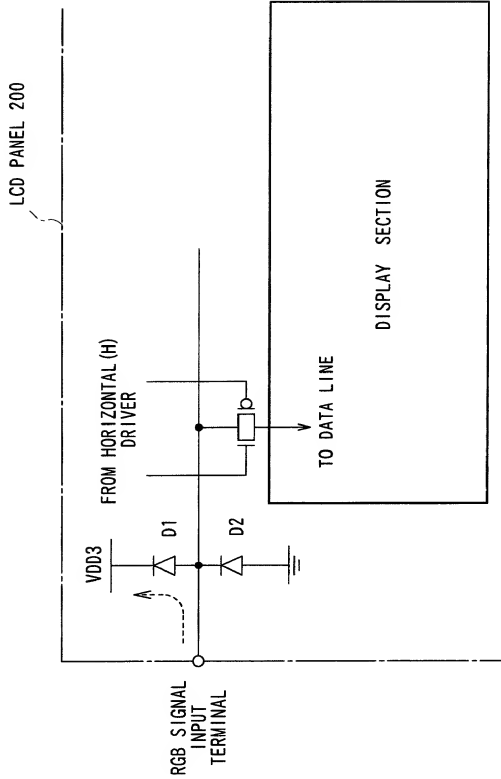 LCD PANEL 200
FROM HORIZONTAL(H)
DRIVER
VDD3
D1
D2
RGB SIGNAL
INPUT
TERMINAL
TO DATA LINE
DISPLAY SECTION